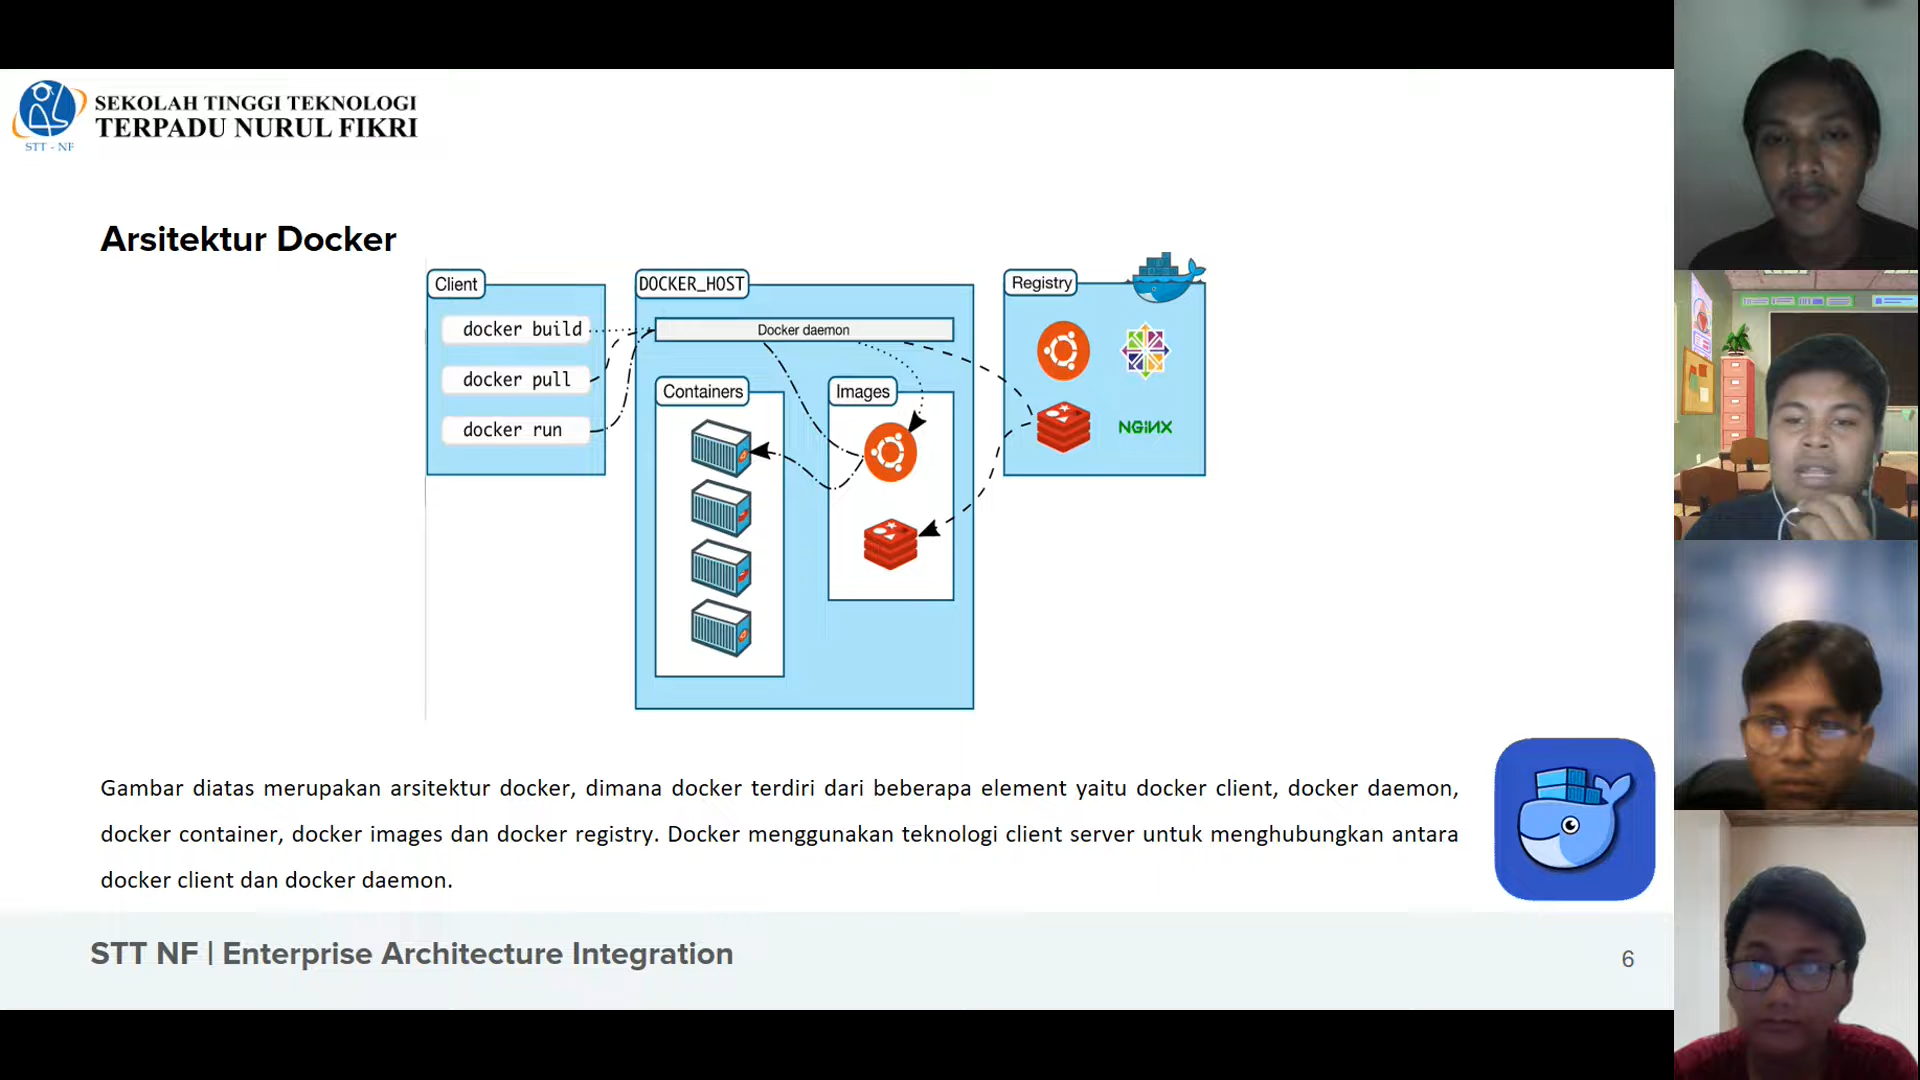 SEKOLAH TINGGI TEKNOLOGI
TERPADU NURUL FIKRI
STT - NF
Arsitektur Docker
Client
docker build
docker pull
docker run
DOCKER_HOST
Docker daemon
Containers
Images
Registry
NGiNX
Gambar diatas merupakan arsitektur docker, dimana docker terdiri dari beberapa element yaitu docker client, docker daemon,
docker container, docker images dan docker registry. Docker menggunakan teknologi client server untuk menghubungkan antara
docker client dan docker daemon.
STT NF | Enterprise Architecture Integration
6